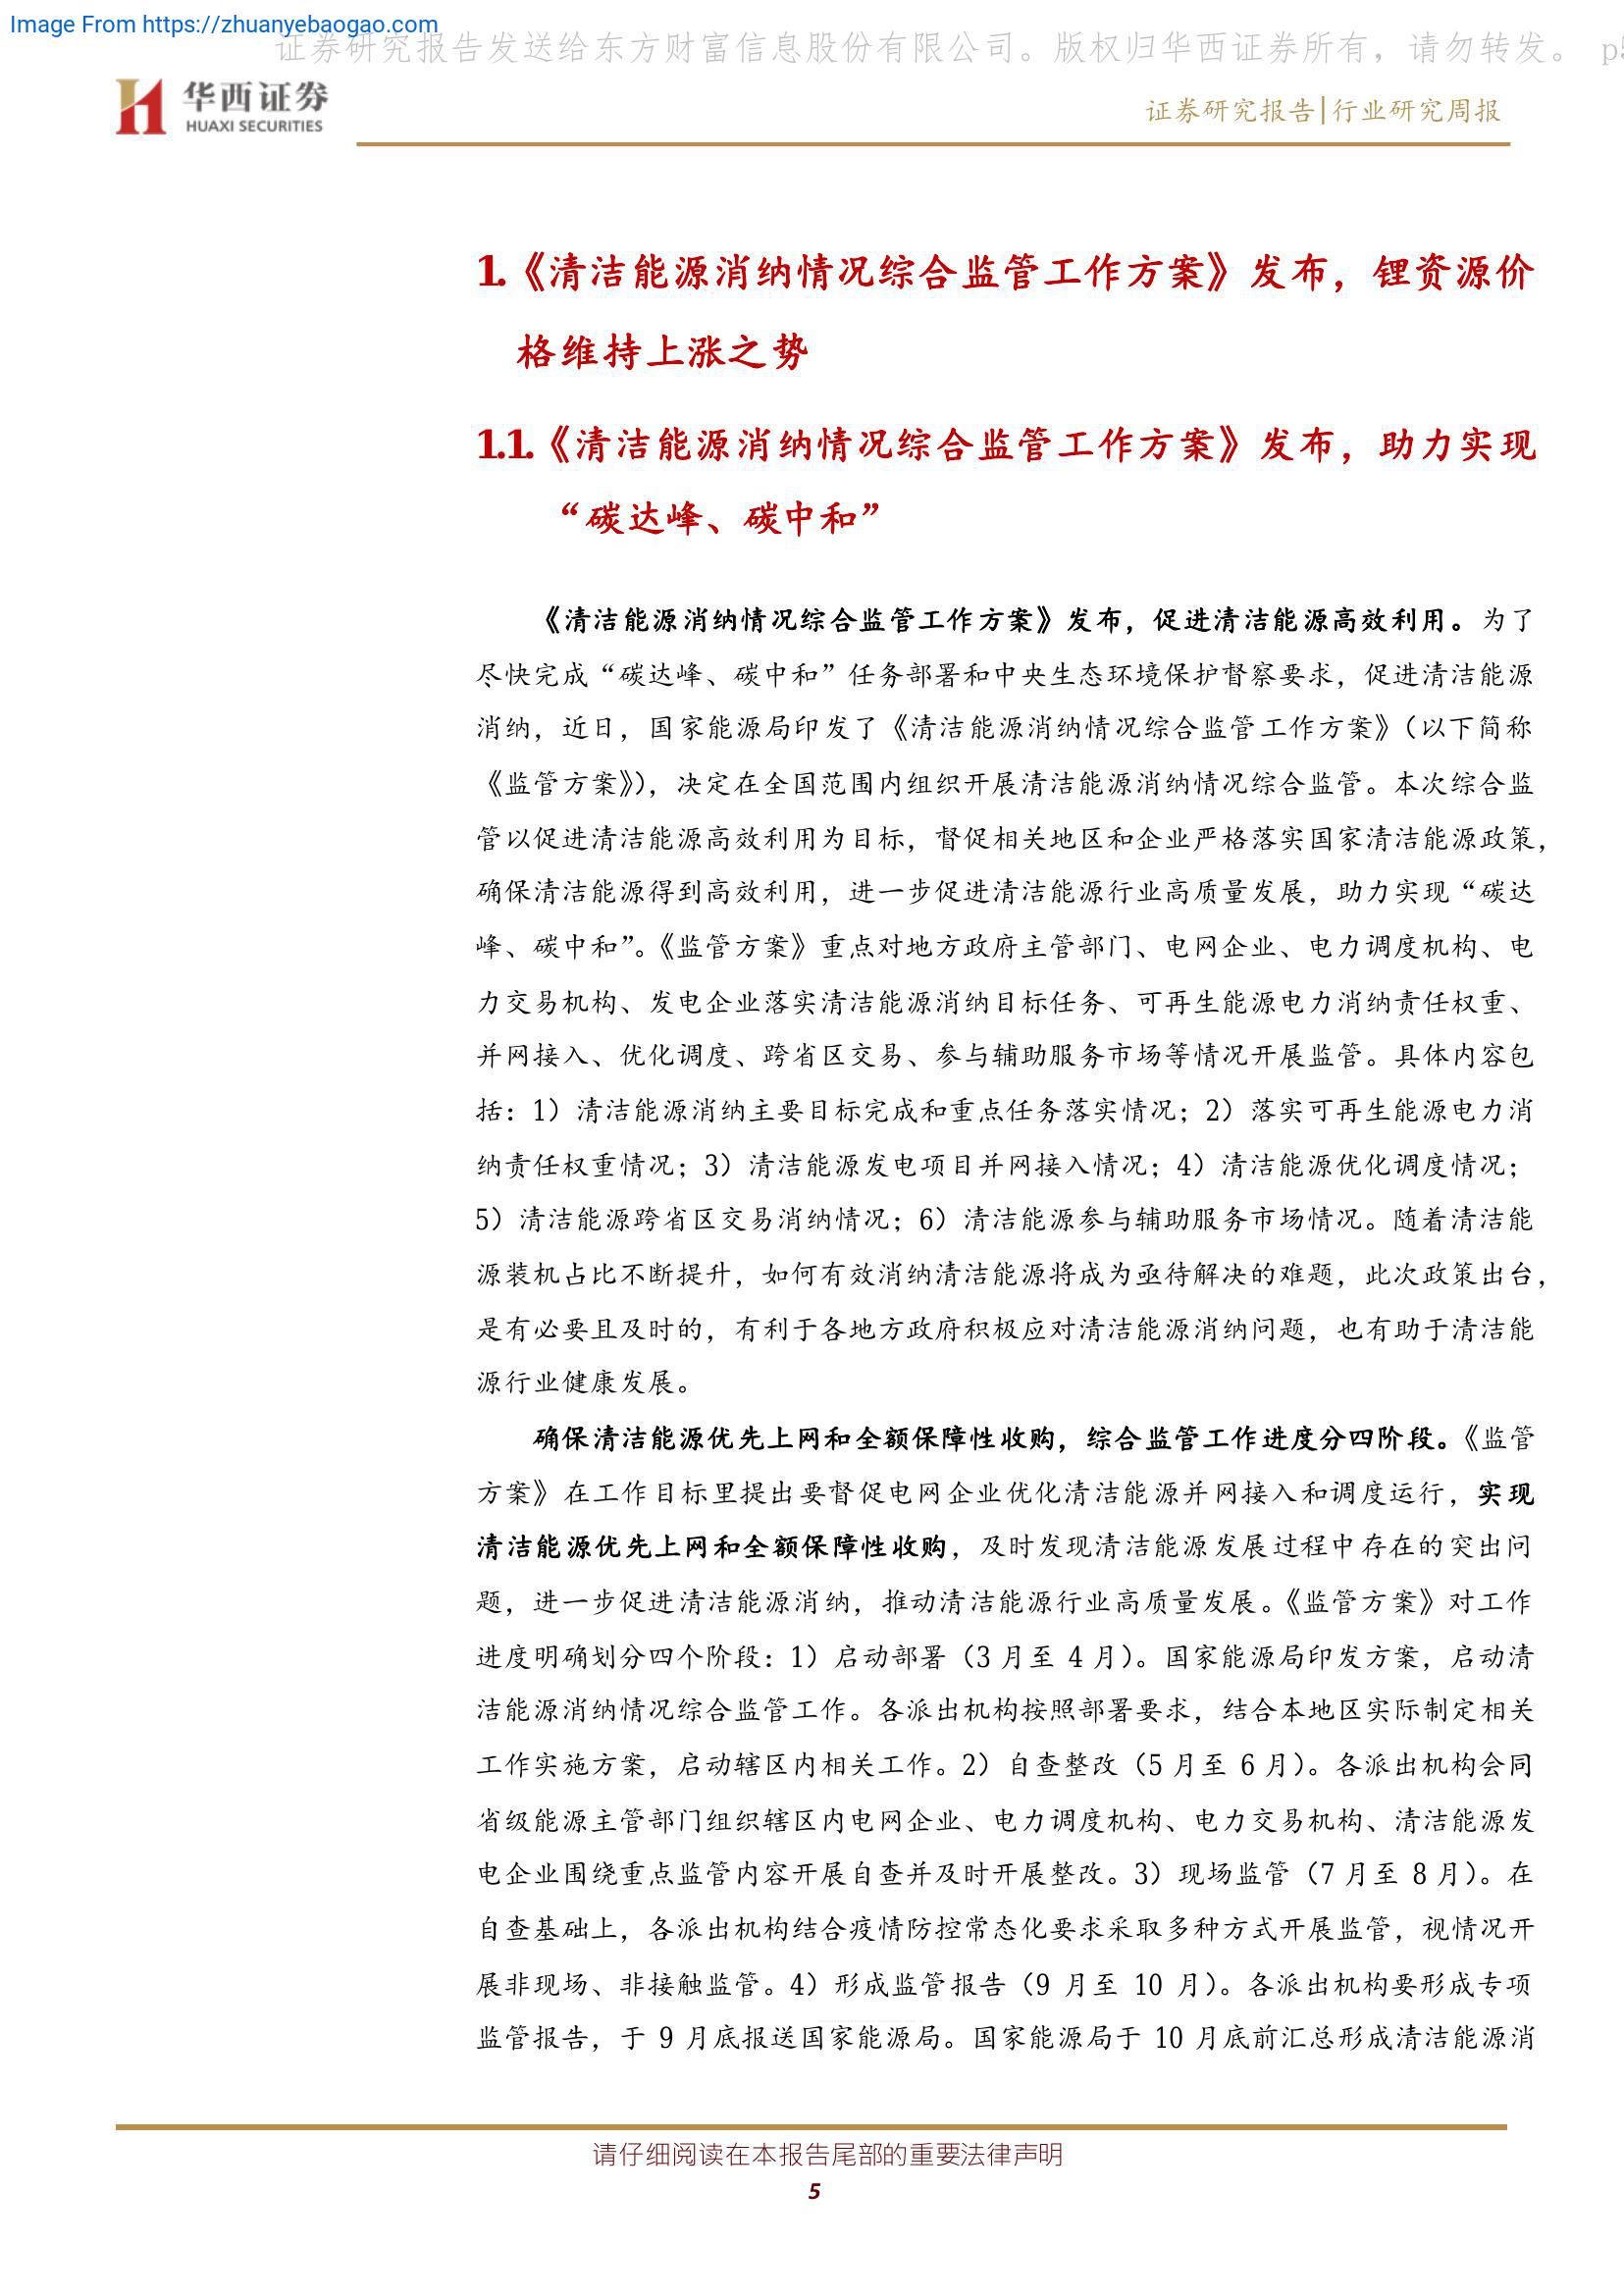 Image From https://zhuanyebaogao.com
证券研究报告发送给东方财富信息股份有限公司。版权归华西证券所有，请勿转发。 p5
华西证券
HUAXI SECURITIES
证券研究报告|行业研究周报
1.《清洁能源消纳情况综合监管工作方案》发布，锂资源价
格维持上涨之势
1.1.《清洁能源消纳情况综合监管工作方案》发布，助力实现
“碳达峰、碳中和”
《清洁能源消纳情况综合监管工作方案》发布，促进清洁能源高效利用。为了
尽快完成“碳达峰、碳中和”任务部署和中央生态环境保护督察要求，促进清洁能源
消纳，近日，国家能源局印发了《清洁能源消纳情况综合监管工作方案》（以下简称
《监管方案》），决定在全国范围内组织开展清洁能源消纳情况综合监管。本次综合监
管以促进清洁能源高效利用为目标，督促相关地区和企业严格落实国家清洁能源政策，
确保清洁能源得到高效利用，进一步促进清洁能源行业高质量发展，助力实现“碳达
峰、碳中和”。《监管方案》重点对地方政府主管部门、电网企业、电力调度机构、电
力交易机构、发电企业落实清洁能源消纳目标任务、可再生能源电力消纳责任权重、
并网接入、优化调度、跨省区交易、参与辅助服务市场等情况开展监管。具体内容包
括：1）清洁能源消纳主要目标完成和重点任务落实情况；2）落实可再生能源电力消
纳责任权重情况；3）清洁能源发电项目并网接入情况；4）清洁能源优化调度情况；
5）清洁能源跨省区交易消纳情况；6）清洁能源参与辅助服务市场情况。随着清洁能
源装机占比不断提升，如何有效消纳清洁能源将成为亟待解决的难题，此次政策出台，
是有必要且及时的，有利于各地方政府积极应对清洁能源消纳问题，也有助于清洁能
源行业健康发展。
确保清洁能源优先上网和全额保障性收购，综合监管工作进度分四阶段。《监管
方案》在工作目标里提出要督促电网企业优化清洁能源并网接入和调度运行，实现
清洁能源优先上网和全额保障性收购，及时发现清洁能源发展过程中存在的突出问
题，进一步促进清洁能源消纳，推动清洁能源行业高质量发展。《监管方案》对工作
进度明确划分四个阶段：1）启动部署（3 月至 4 月）。国家能源局印发方案，启动清
洁能源消纳情况综合监管工作。各派出机构按照部署要求，结合本地区实际制定相关
工作实施方案，启动辖区内相关工作。2）自查整改（5 月至 6 月）。各派出机构会同
省级能源主管部门组织辖区内电网企业、电力调度机构、电力交易机构、清洁能源发
电企业围绕重点监管内容开展自查并及时开展整改。3）现场监管（7 月至 8 月）。在
自查基础上，各派出机构结合疫情防控常态化要求采取多种方式开展监管，视情况开
展非现场、非接触监管。4）形成监管报告（9 月至 10 月）。各派出机构要形成专项
监管报告，于 9 月底报送国家能源局。国家能源局于 10 月底前汇总形成清洁能源消
请仔细阅读在本报告尾部的重要法律声明
5